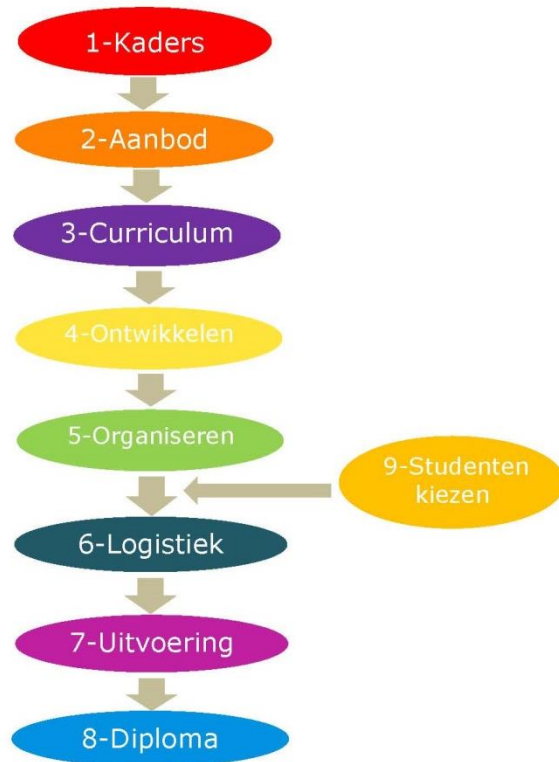 1-Kaders
2-Aanbod
3-Curriculum
4-Ontwikkelen
5-Organiseren
9-Studenten
kiezen
6-Logistiek
7-Uitvoering
8-Diploma